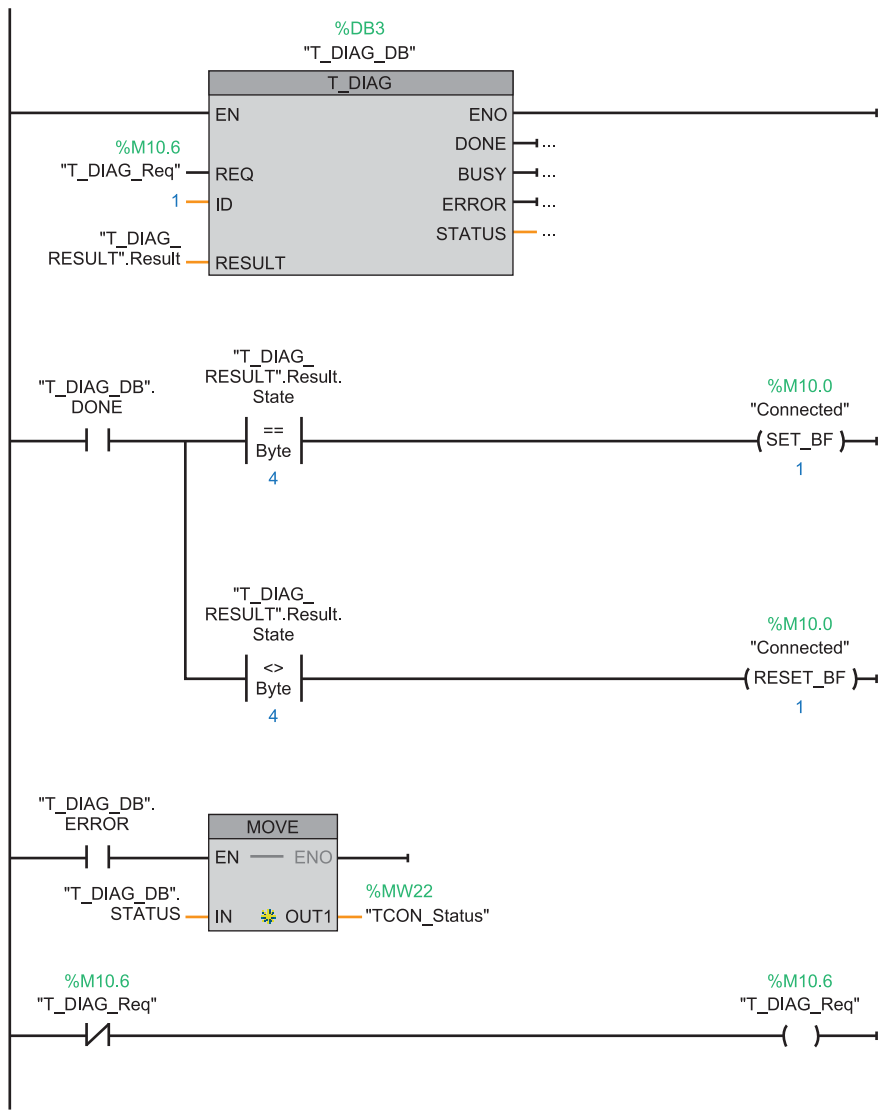 %DB3
"T_DIAG_DB"
T_DIAG
EN
ENO
DONE
...
%M10.6
"T_DIAG_Req"
REQ
BUSY
...
1
ID
ERROR
...
STATUS
...
"T_DIAG_
RESULT".Result
RESULT
"T_DIAG_DB".
DONE
"T_DIAG_
RESULT".Result.
State
==
Byte
4
%M10.0
"Connected"
SET_BF
1
"T_DIAG_
RESULT".Result.
State
<>
Byte
4
%M10.0
"Connected"
RESET_BF
1
"T_DIAG_DB".
ERROR
MOVE
EN
ENO
"T_DIAG_DB".
STATUS
IN
OUT1
%MW22
"TCON_Status"
%M10.6
"T_DIAG_Req"
%M10.6
"T_DIAG_Req"